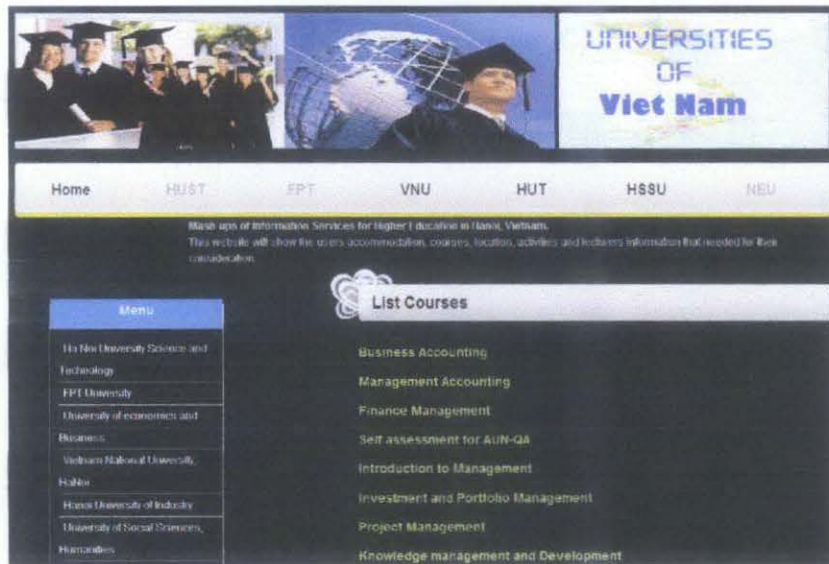 UNIVERSITIES
OF
Viet Nam
Home HUST FPT VNU HUT HSSU NEU
Mash ups of Information Services for Higher Education in Hanoi, Vietnam.
This website will show the users accommodation, courses, location, activities and lecturers information that needed for their
consideration
Menu
Ha Noi University Science and
Technology
FPT University
University of economics and
Business
Vietnam National University,
HaNoi
Hanoi University of Industry
University of Social Sciences,
Humanities
List Courses
Business Accounting
Management Accounting
Finance Management
Self assessment for AUN-QA
Introduction to Management
Investment and Portfolio Management
Project Management
Knowledge management and Development